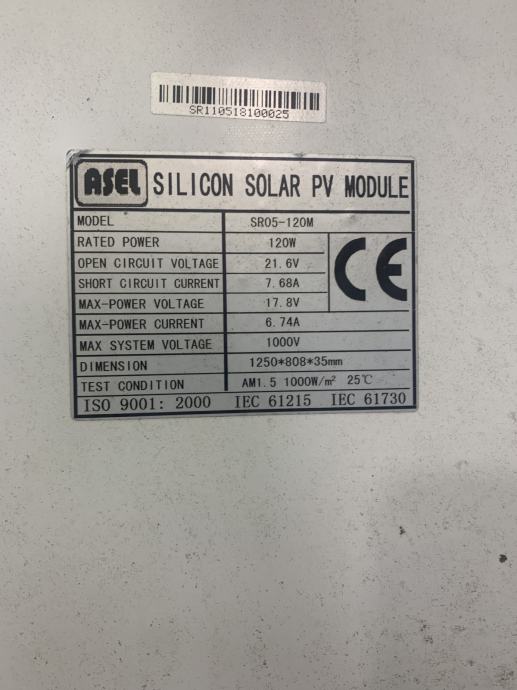 SR110518100025
ASEL SILICON SOLAR PV MODULE
MODEL SR05-120M
RATED POWER 120W
OPEN CIRCUIT VOLTAGE 21.6V
SHORT CIRCUIT CURRENT 7.68A
MAX-POWER VOLTAGE 17.8V
MAX-POWER CURRENT 6.74A
MAX SYSTEM VOLTAGE 1000V
DIMENSION 1250*808*35mm
TEST CONDITION AM1.5 1000W/m² 25℃
CE
ISO 9001: 2000 IEC 61215 IEC 61730